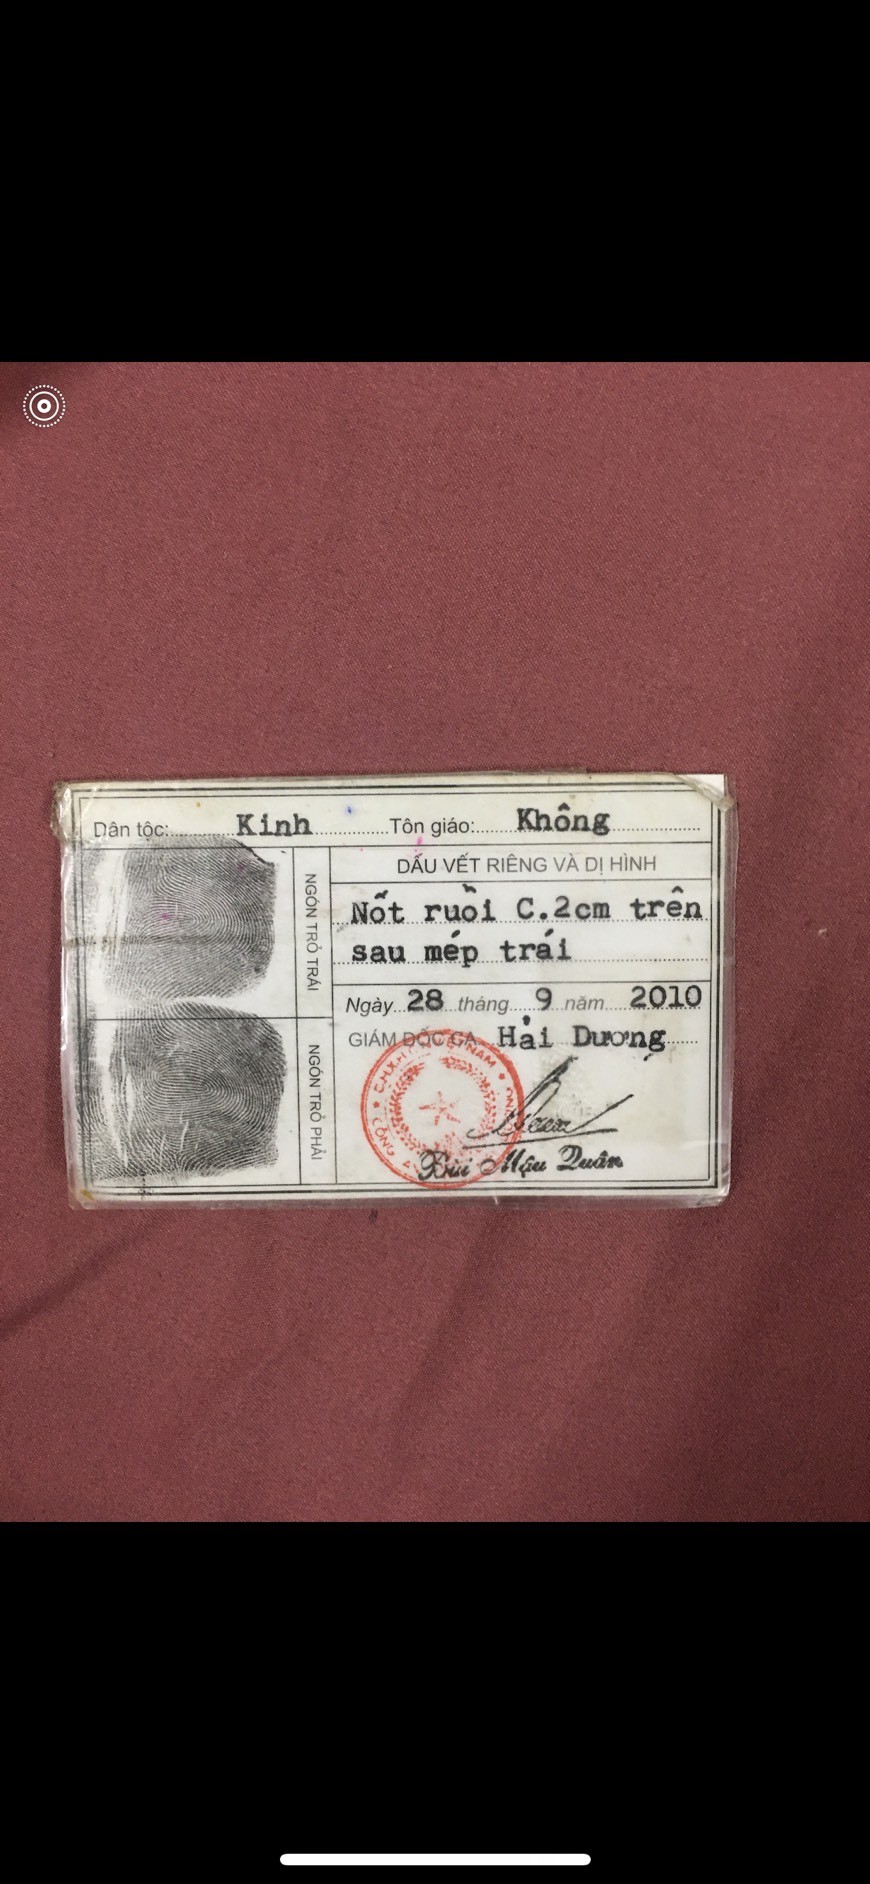 Dân tộc: Kinh Tôn giáo: Không
NGÓN TRỎ TRÁI
NGÓN TRỎ PHẢI
DẤU VẾT RIÊNG VÀ DỊ HÌNH
Nốt ruồi C.2cm trên
sau mép trái
Ngày 28 tháng 9 năm 2010
GIÁM ĐỐC CA Hải Dương
Bùi Mậu Quân